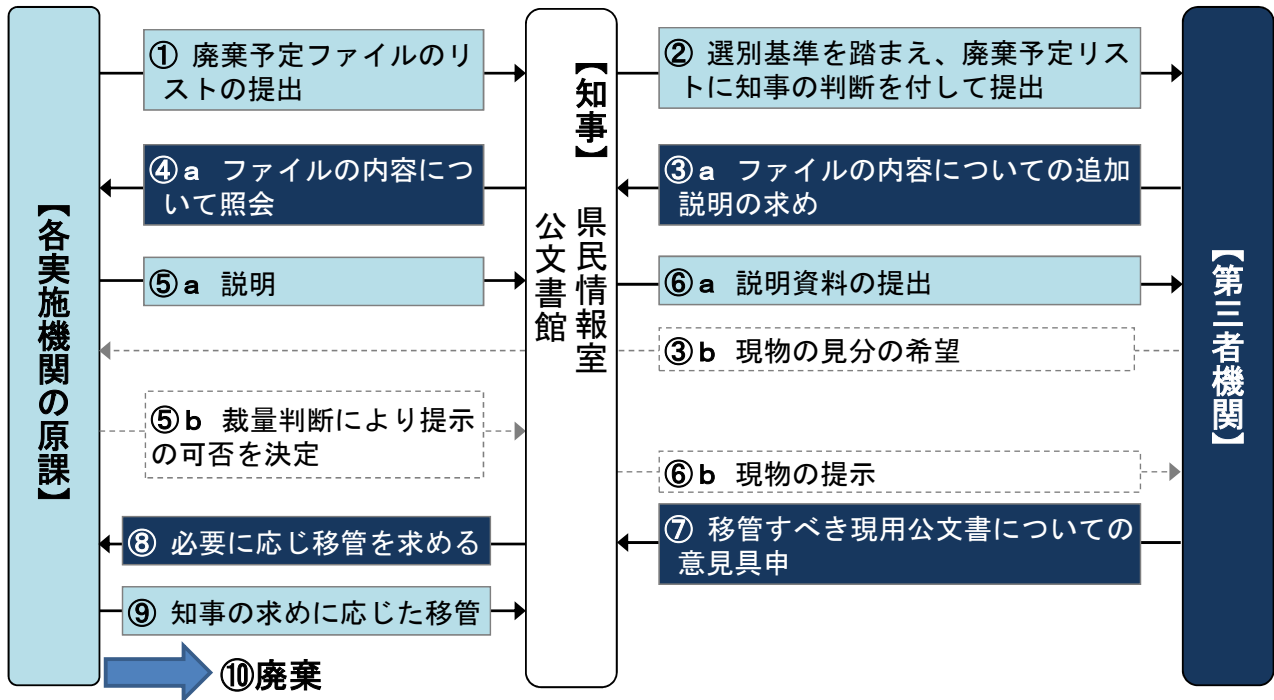 【各実施機関の原課】
① 廃棄予定ファイルのリ
ストの提出
【知事】
県民情報室
公文書館
② 選別基準を踏まえ、廃棄予定リス
トに知事の判断を付して提出
【第三者機関】
④a ファイルの内容につ
いて照会
③a ファイルの内容についての追加
説明の求め
⑤a 説明
⑥a 説明資料の提出
③b 現物の見分の希望
⑤b 裁量判断により提示
の可否を決定
⑥b 現物の提示
⑧ 必要に応じ移管を求める
⑦ 移管すべき現用公文書についての
意見具申
⑨ 知事の求めに応じた移管
⑩廃棄